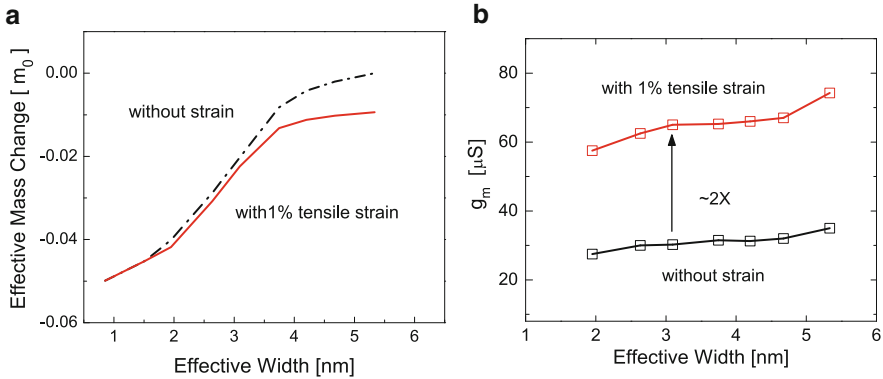 a
Effective Mass Change [ m0 ]
0.00
-0.02
-0.04
-0.06
without strain
with1% tensile strain
1 2 3 4 5 6
Effective Width [nm]
b
gm [μS]
80
60
40
20
with 1% tensile strain
~2X
without strain
1 2 3 4 5 6
Effective Width [nm]